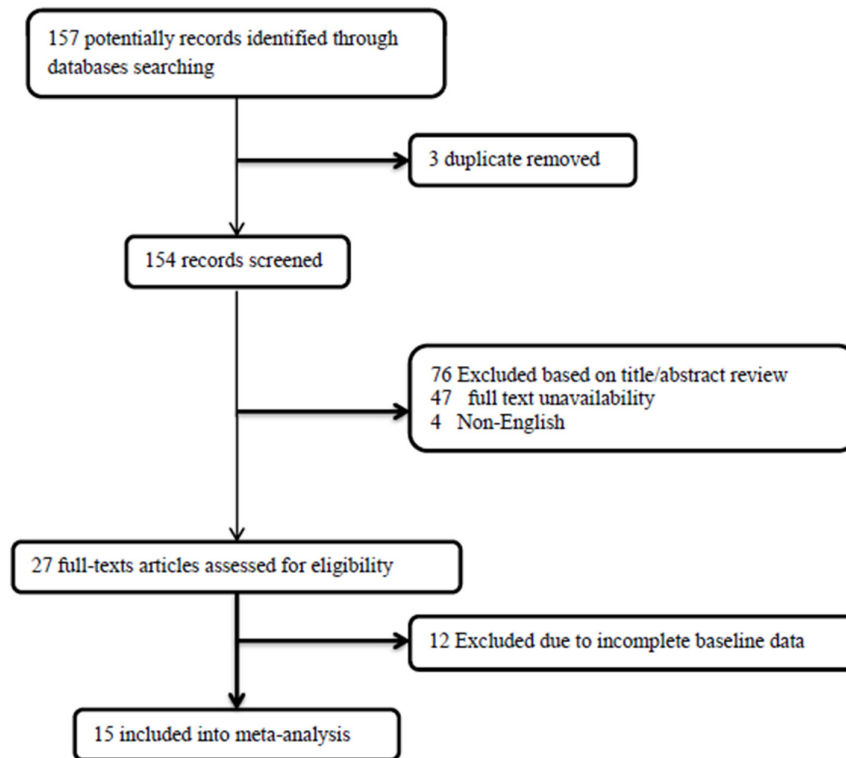 157 potentially records identified through
databases searching
3 duplicate removed
154 records screened
76 Excluded based on title/abstract review
47 full text unavailability
4 Non-English
27 full-texts articles assessed for eligibility
12 Excluded due to incomplete baseline data
15 included into meta-analysis